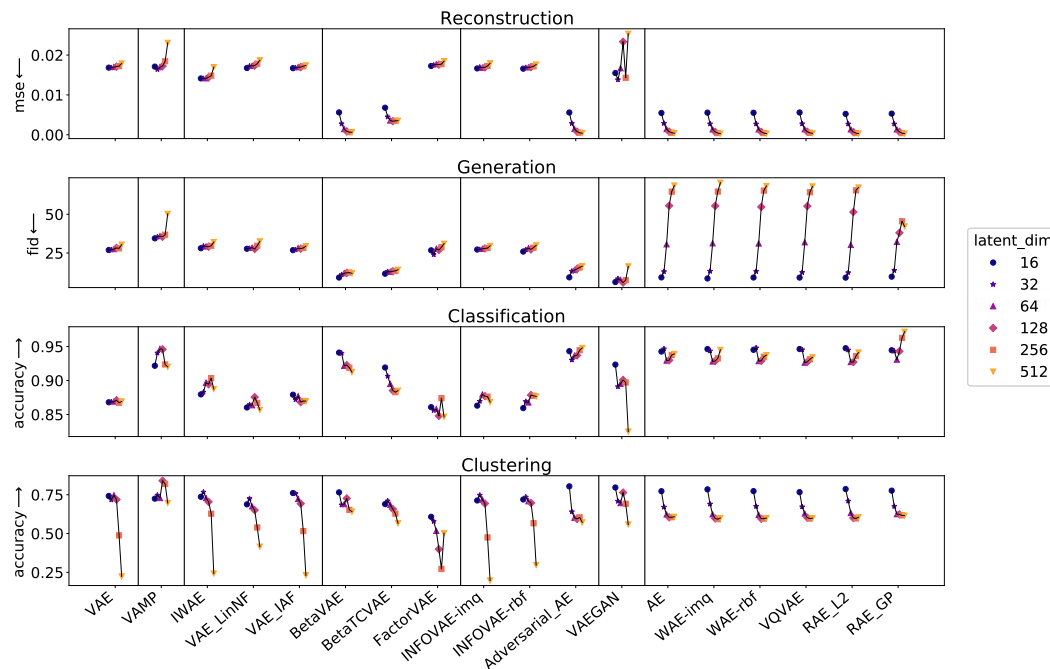 Reconstruction
mse ⟵
0.02
0.01
0.00
Generation
fid ⟵
50
25
Classification
accuracy ⟶
0.95
0.90
0.85
Clustering
accuracy ⟶
0.75
0.50
0.25
VAE
VAMP
IWAE
VAE_LinNF
VAE_IAF
BetaVAE
BetaTCVAE
FactorVAE
INFOVAE-imq
INFOVAE-rbf
Adversarial_AE
VAEGAN
AE
WAE-imq
WAE-rbf
VQVAE
RAE_L2
RAE_GP
latent_dim
16
32
64
128
256
512